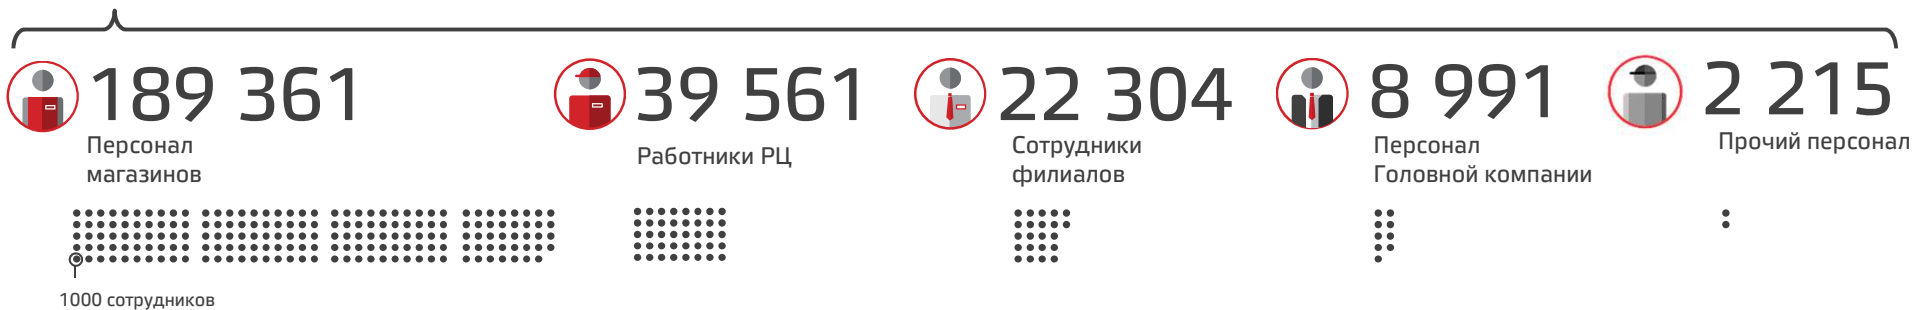 189 361
Персонал
магазинов
39 561
Работники РЦ
22 304
Сотрудники
филиалов
8 991
Персонал
Головной компании
2 215
Прочий персонал
1000 сотрудников